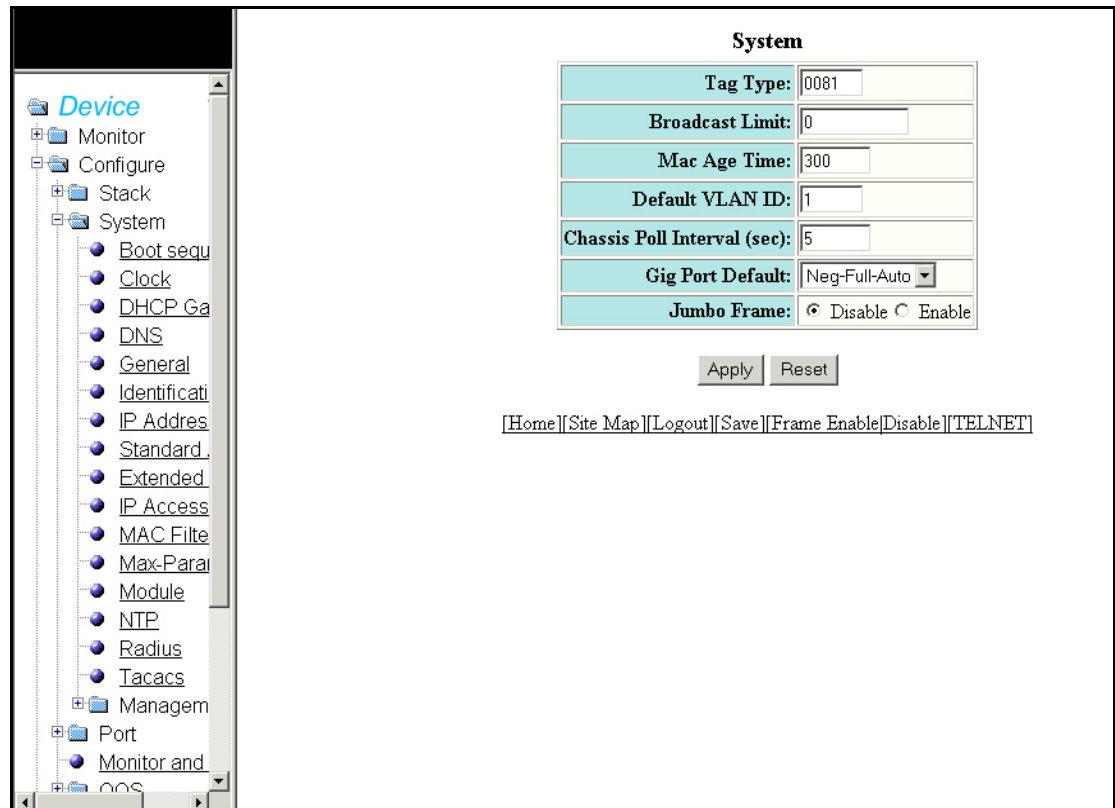 Device
Monitor
Configure
Stack
System
Boot sequ
Clock
DHCP Ga
DNS
General
Identificati
IP Addres
Standard
Extended
IP Access
MAC Filte
Max-Parar
Module
NTP
Radius
Tacacs
Managem
Port
Monitor and
QOS
System
Tag Type: 0081
Broadcast Limit: 0
Mac Age Time: 300
Default VLAN ID: 1
Chassis Poll Interval (sec): 5
Gig Port Default: Neg-Full-Auto
Jumbo Frame: Disable Enable
Apply Reset
[Home][Site Map][Logout][Save][Frame Enable|Disable][TELNET]